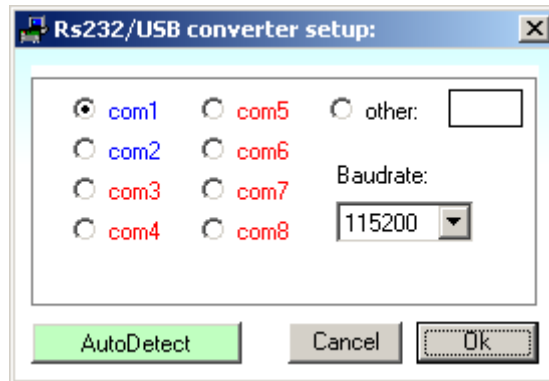 Rs232/USB converter setup:
com1 com5 other:
com2 com6
com3 com7 Baudrate:
com4 com8 115200
AutoDetect Cancel Ok